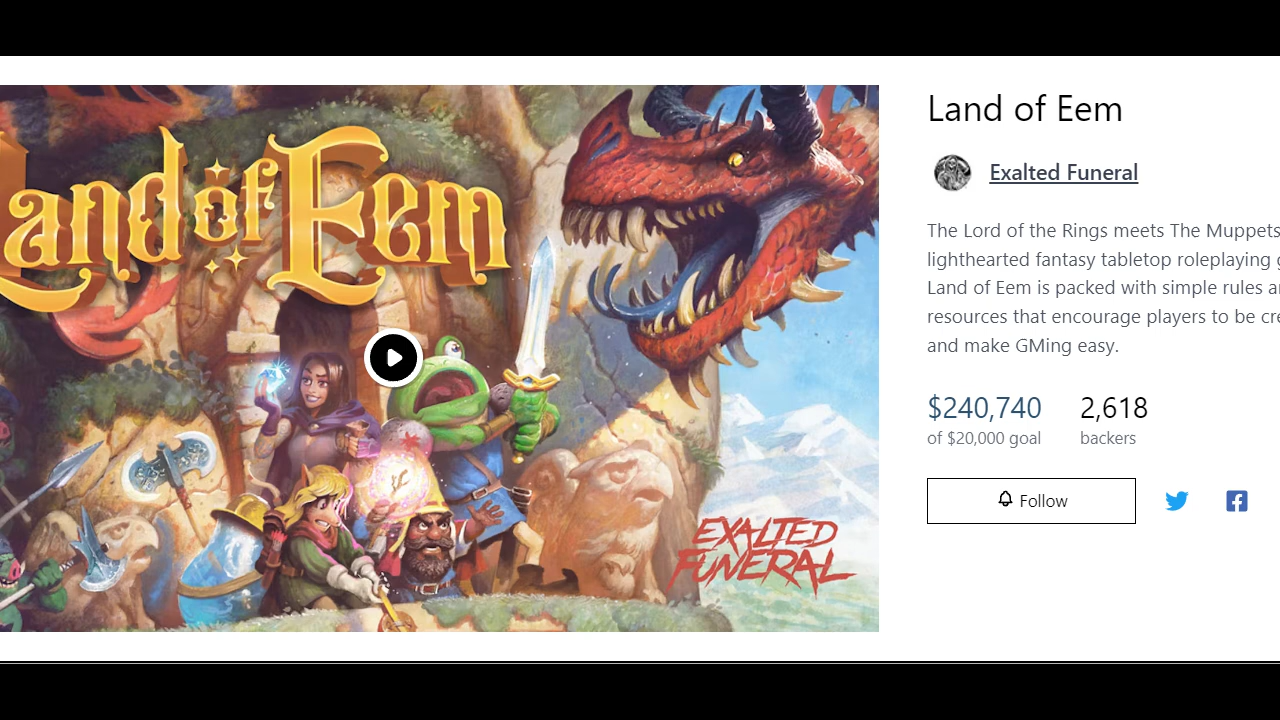 Land of Eem
EXALTED
FUNERAL
Land of Eem
Exalted Funeral
The Lord of the Rings meets The Muppets
lighthearted fantasy tabletop roleplaying
Land of Eem is packed with simple rules
resources that encourage players to be
and make GMing easy.
$240,740 2,618
of $20,000 goal backers
Follow